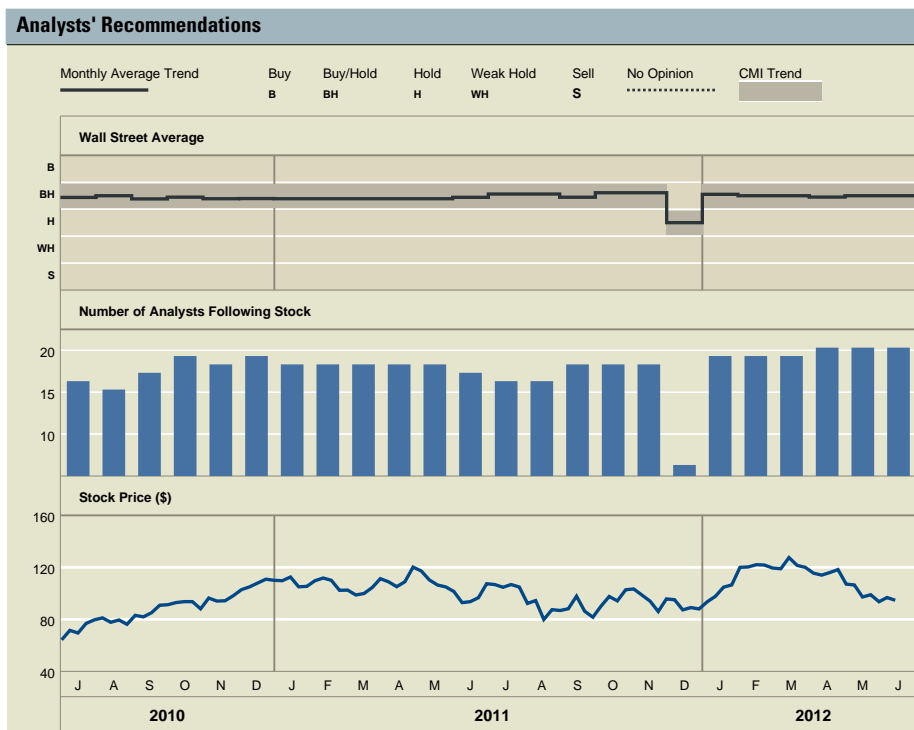 Analysts' Recommendations
Monthly Average Trend Buy Buy/Hold Hold Weak Hold Sell No Opinion CMI Trend
B BH H WH S
Wall Street Average
B
BH
H
WH
S
Number of Analysts Following Stock
20
15
10
Stock Price ($)
160
120
80
40
J A S O N D J F M A M J J A S O N D J F M A M J
2010 2011 2012